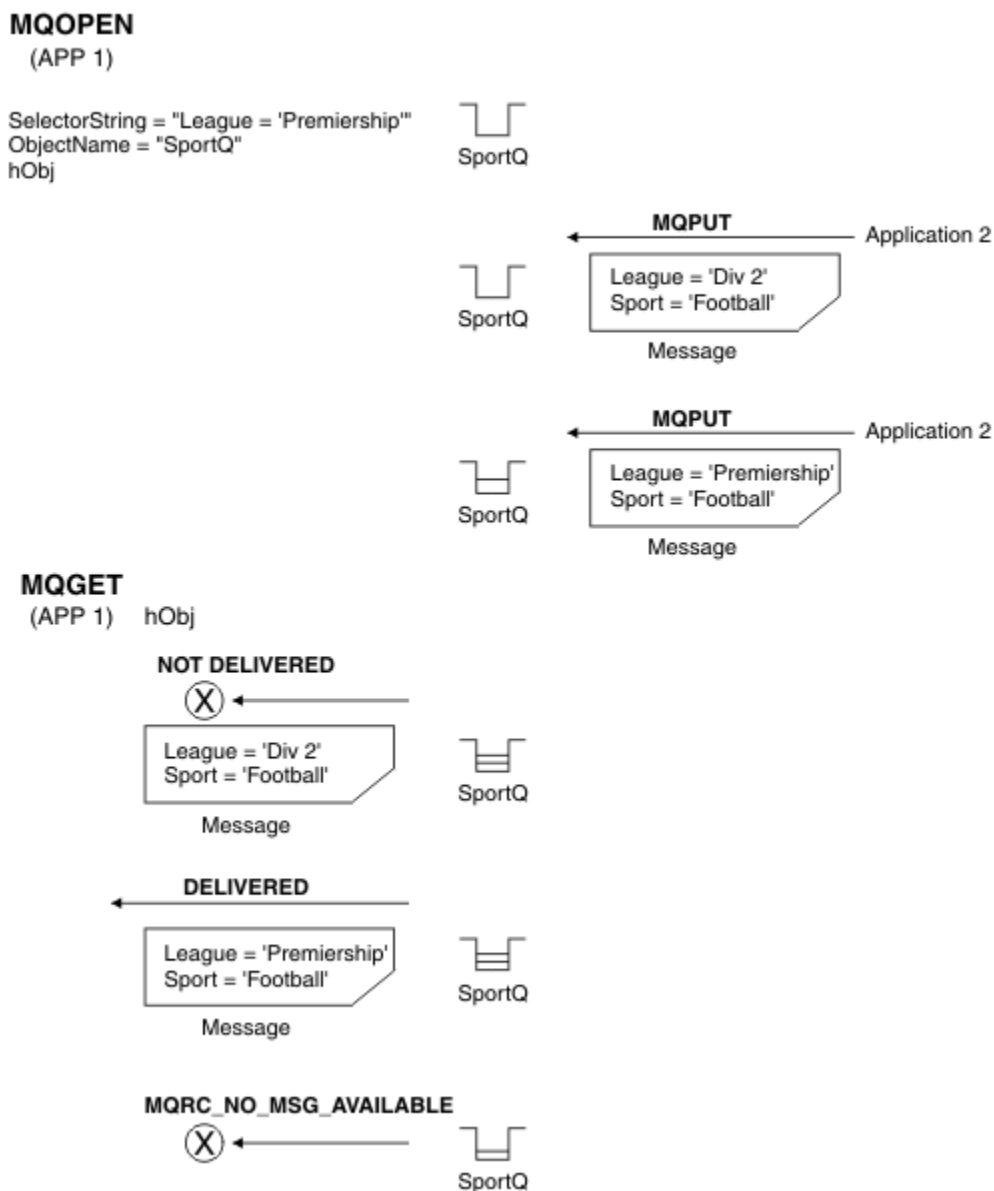 MQOPEN
(APP 1)
SelectorString = "League = 'Premiership'"
ObjectName = "SportQ"
hObj
SportQ
MQPUT
Application 2
League = 'Div 2'
Sport = 'Football'
SportQ
Message
MQPUT
Application 2
League = 'Premiership'
Sport = 'Football'
SportQ
Message
MQGET
(APP 1) hObj
NOT DELIVERED
X
League = 'Div 2'
Sport = 'Football'
SportQ
Message
DELIVERED
League = 'Premiership'
Sport = 'Football'
SportQ
Message
MQRC_NO_MSG_AVAILABLE
X
SportQ